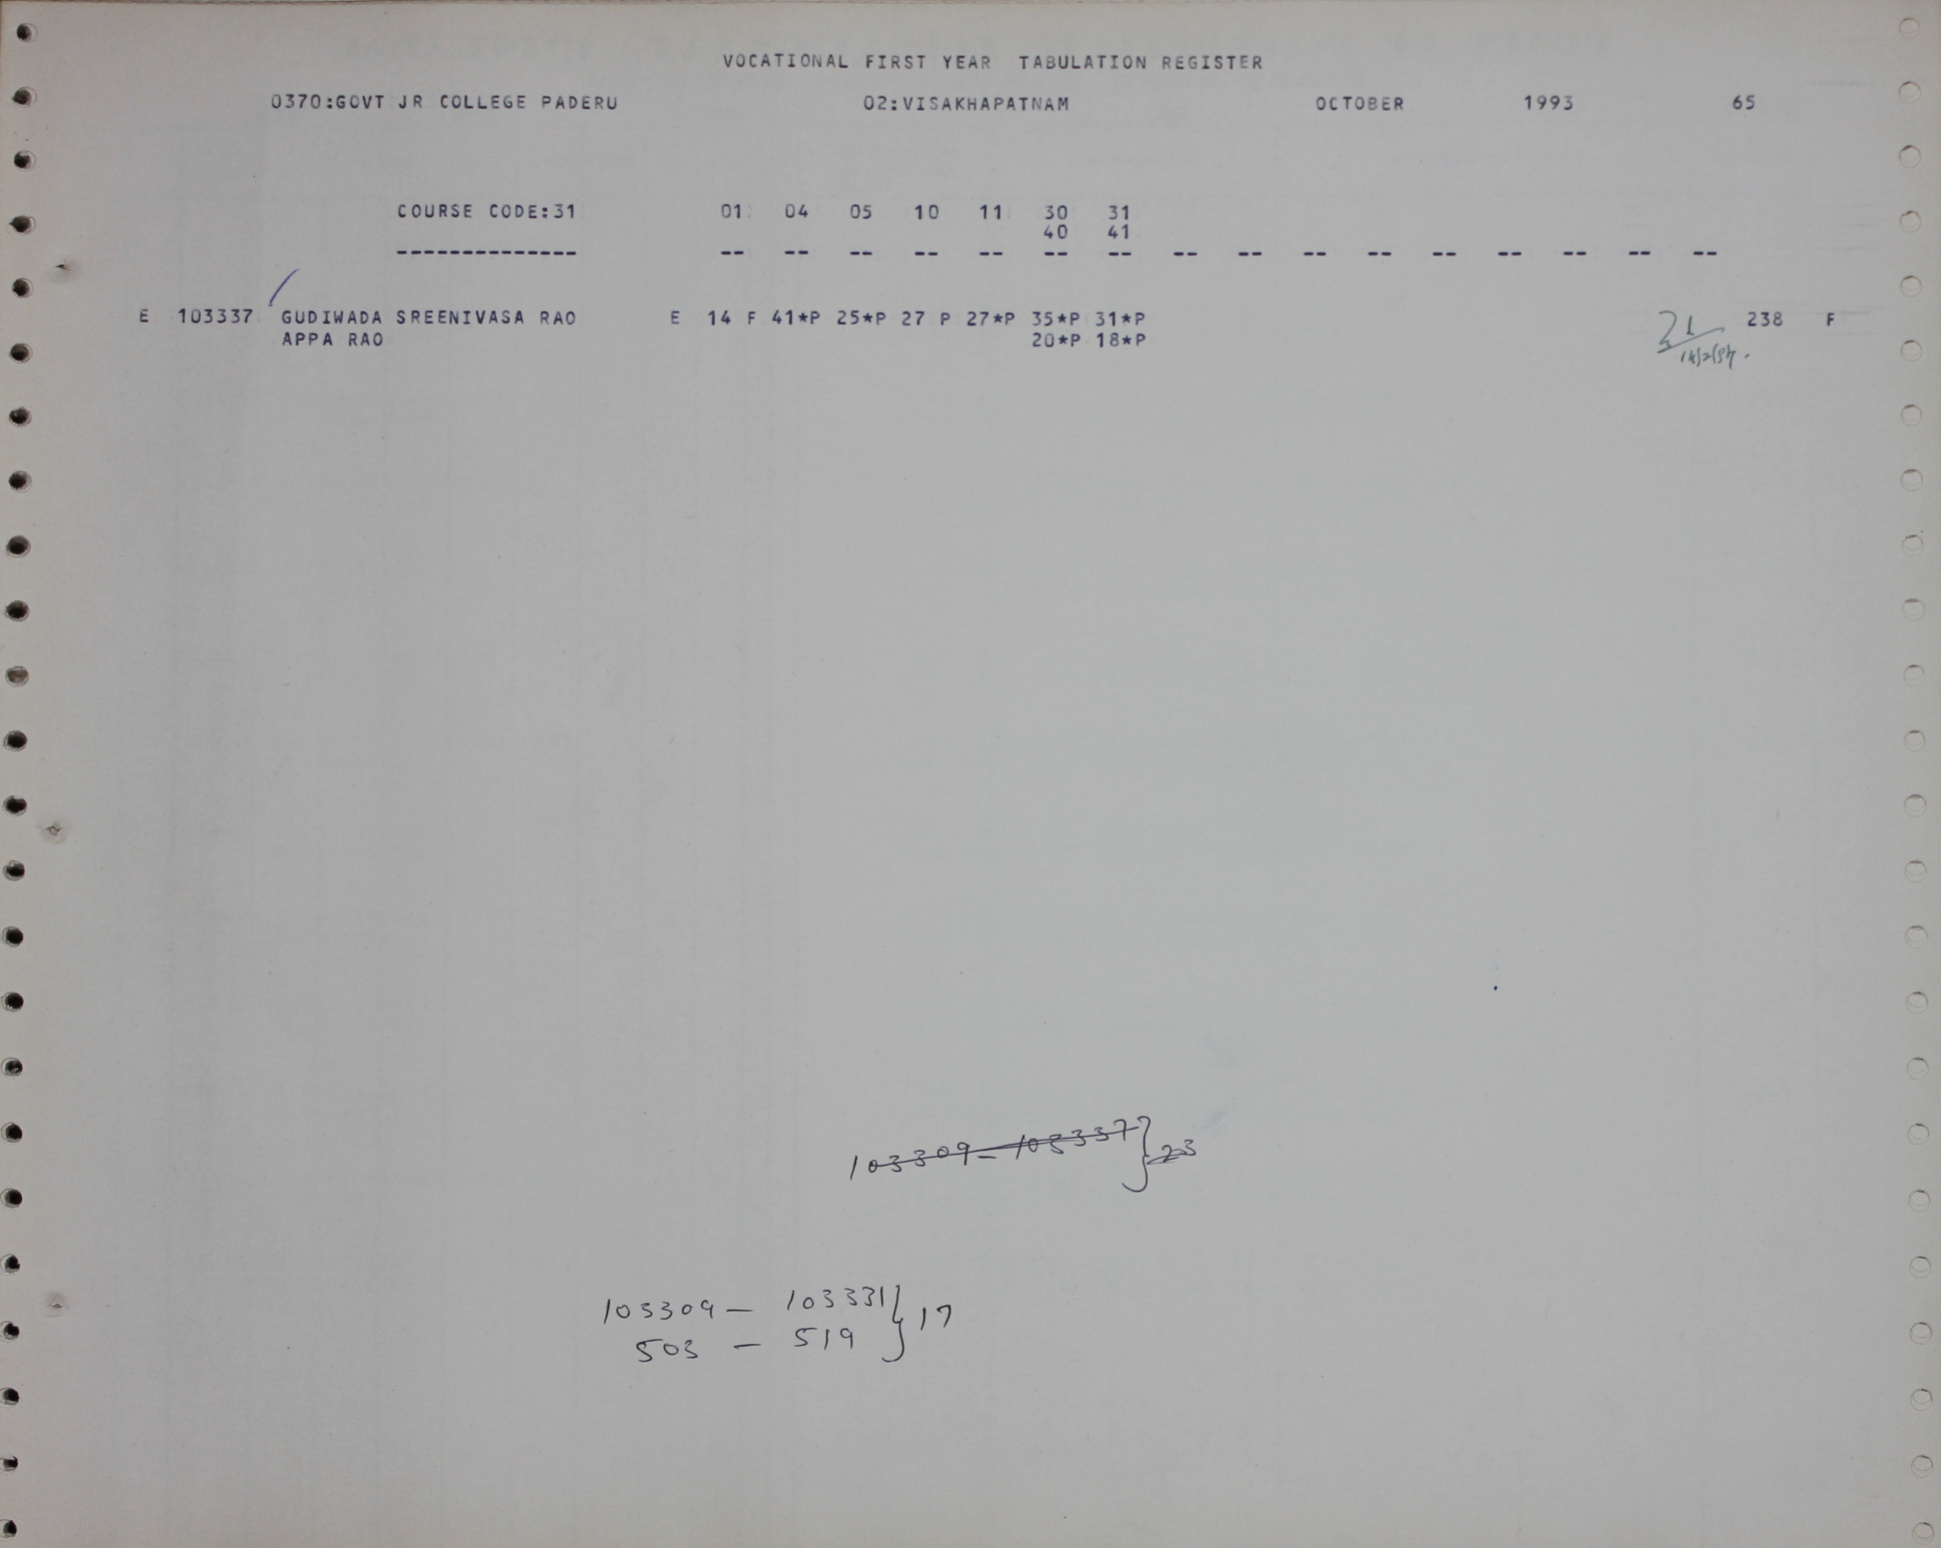 VOCATIONAL FIRST YEAR TABULATION REGISTER
0370:GOVT JR COLLEGE PADERU 02:VISAKHAPATNAM OCTOBER 1993 65
COURSE CODE:31 01 04 05 10 11 30 31
40 41
-------------- -- -- -- -- -- -- -- -- -- -- -- -- -- -- -- --
E 103337 GUDIWADA SREENIVASA RAO E 14 F 41*P 25*P 27 P 27*P 35*P 31*P 238 F
APPA RAO 20*P 18*P
103309 - 103337 } 23
103309 - 103331 } 17
503 - 519